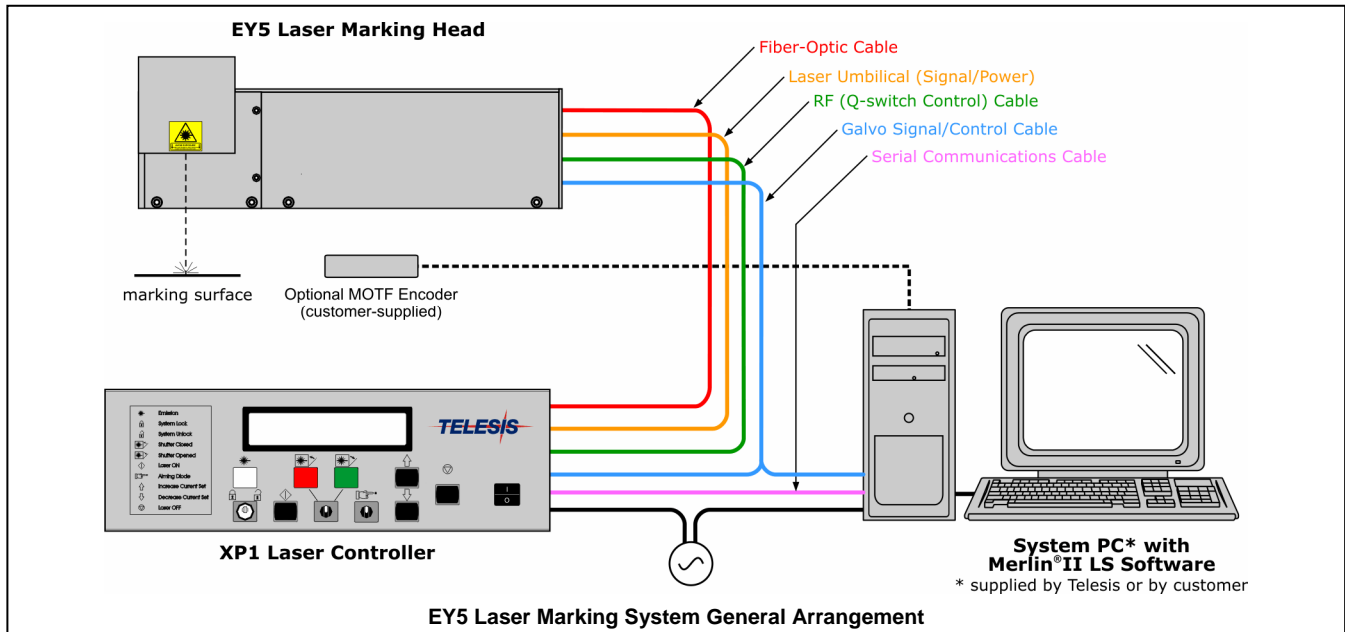 EY5 Laser Marking Head
Fiber-Optic Cable
Laser Umbilical (Signal/Power)
RF (Q-switch Control) Cable
Galvo Signal/Control Cable
Serial Communications Cable
marking surface
Optional MOTF Encoder
(customer-supplied)
Emission
System Lock
System Unlock
Shutter Closed
Shutter Opened
Laser ON
Aiming Diode
Increase Current Set
Decrease Current Set
Laser OFF
TELESIS
I
O
XP1 Laser Controller
System PC* with
Merlin®II LS Software
* supplied by Telesis or by customer
EY5 Laser Marking System General Arrangement